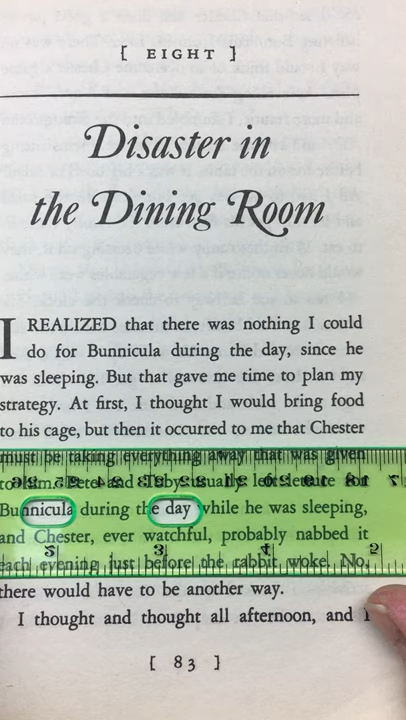 [ EIGHT ]
Disaster in
the Dining Room
I REALIZED that there was nothing I could
do for Bunnicula during the day, since he
was sleeping. But that gave me time to plan my
strategy. At first, I thought I would bring food
to his cage, but then it occurred to me that Chester
must be taking everything away that was given
to him. Pete and Toby usually left lettuce for
Bunnicula during the day while he was sleeping,
and Chester, ever watchful, probably nabbed it
each evening just before the rabbit woke. No,
there would have to be another way.
I thought and thought all afternoon, and I
[ 83 ]